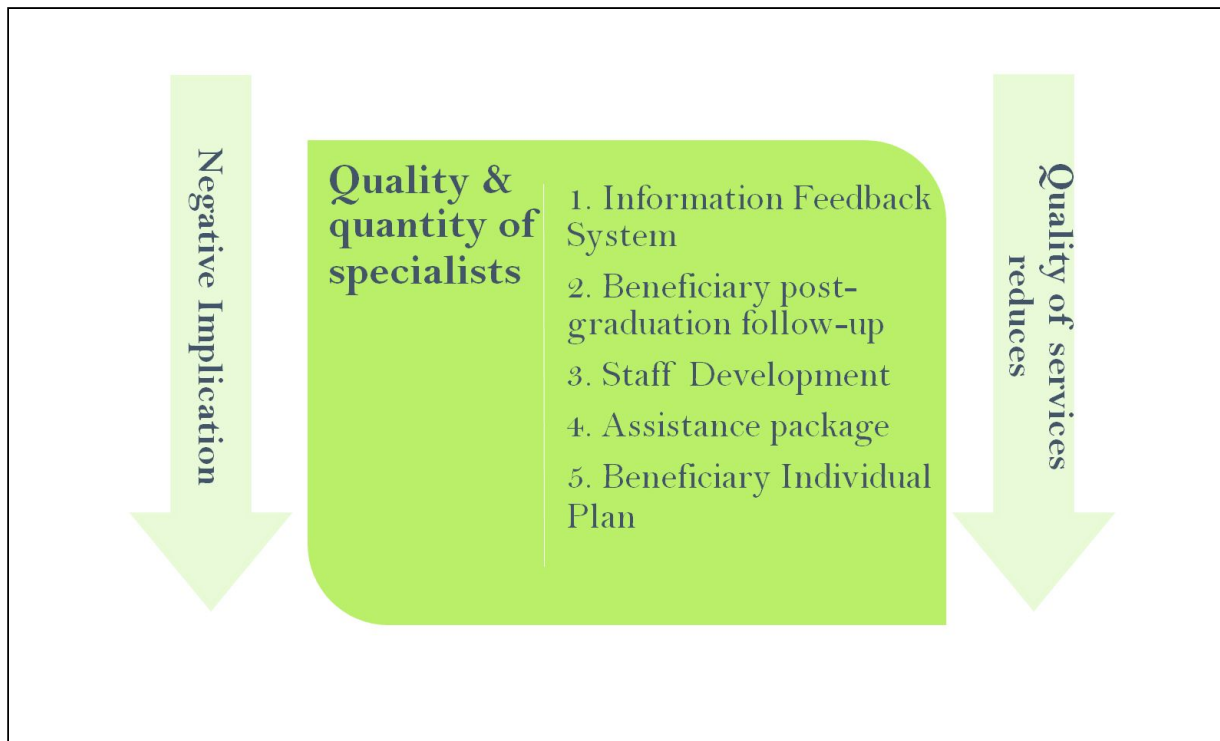 Negative Implication
Quality &
quantity of
specialists
1. Information Feedback
System
2. Beneficiary post-
graduation follow-up
3. Staff Development
4. Assistance package
5. Beneficiary Individual
Plan
Quality of services
reduces